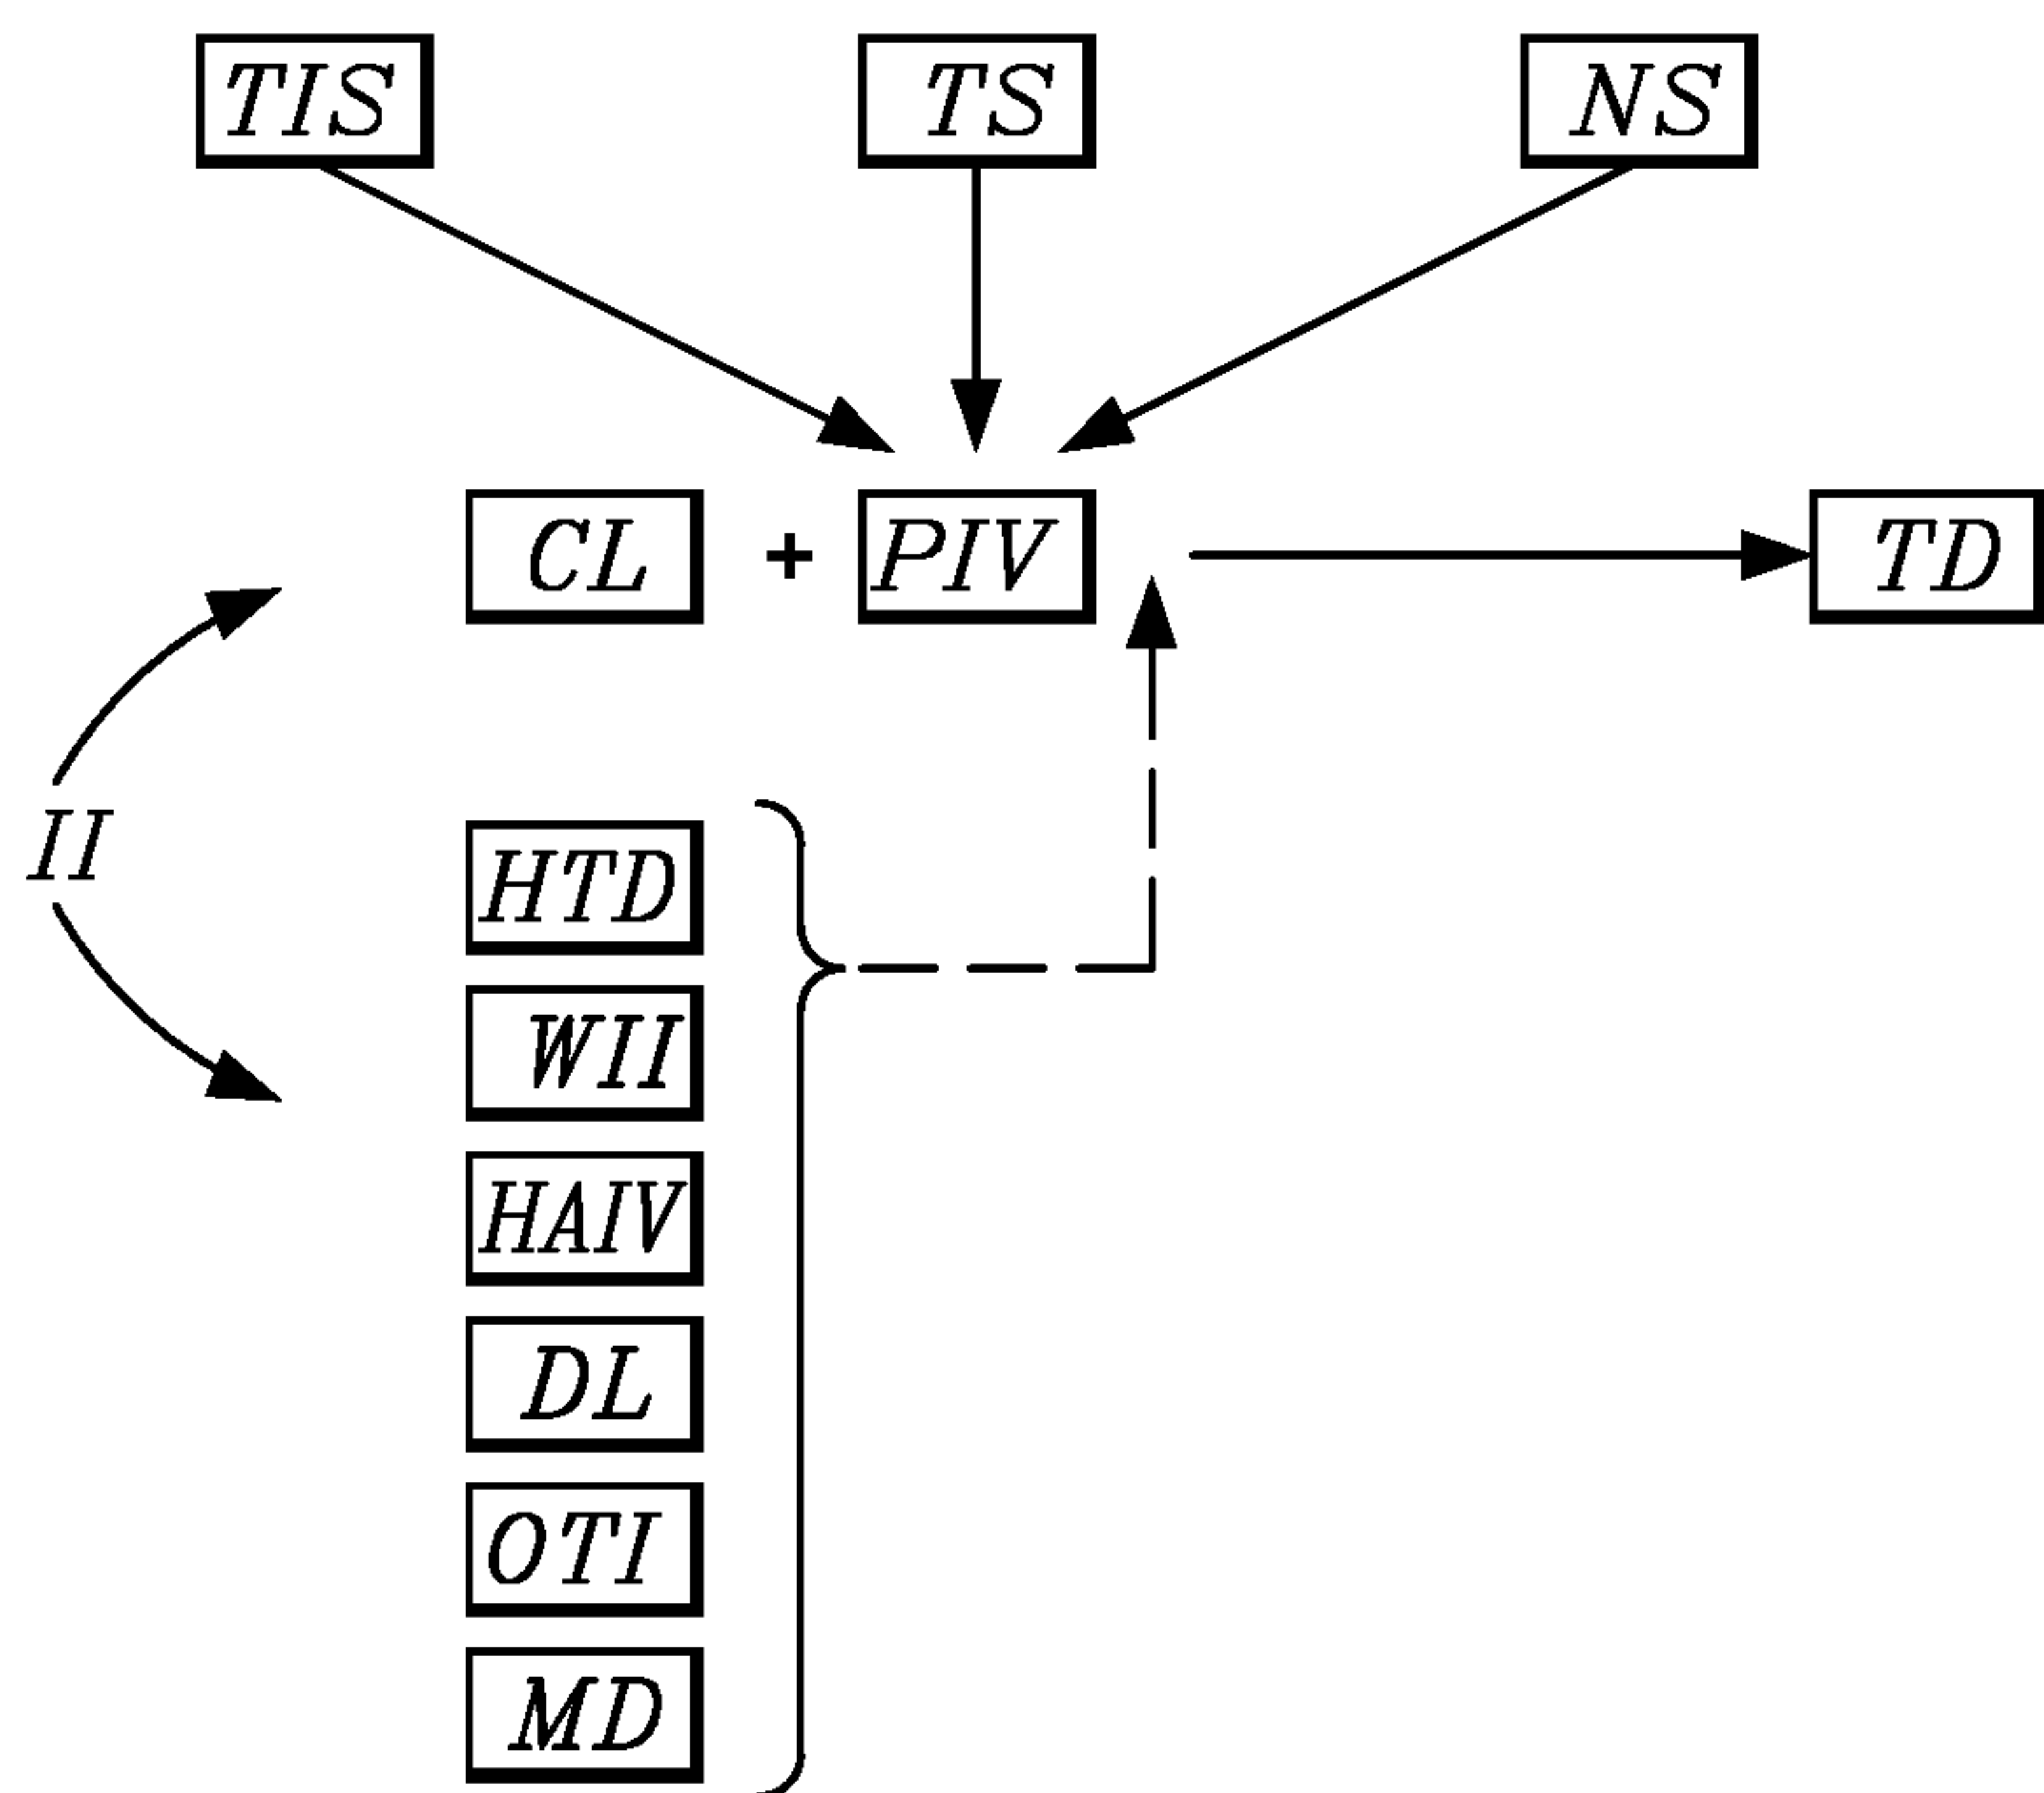 TIS TS NS
CL + PIV TD
II
HTD
WII
HAIV
DL
OTI
MD